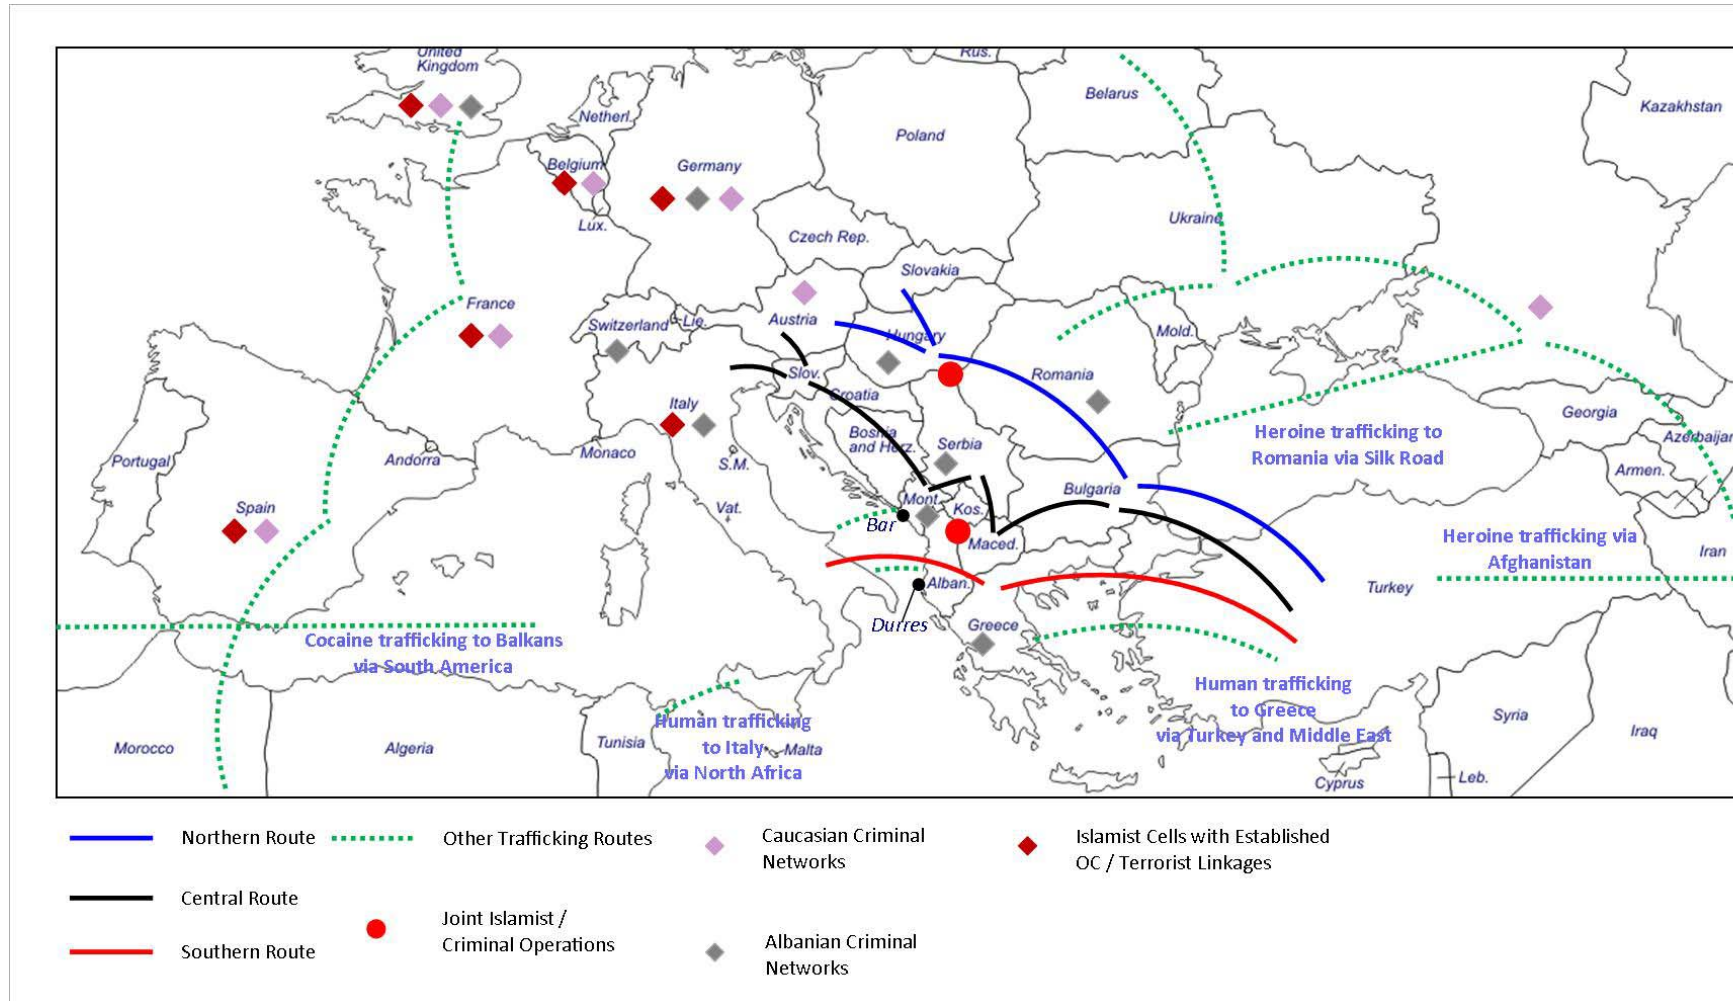 United
Kingdom
Rus.
Belarus
Kazakhstan
Netherl.
Poland
Belgium
Germany
Lux.
Ukraine
Czech Rep.
Slovakia
France
Switzerland
Lie.
Austria
Hungary
Mold.
Slov.
Romania
Croatia
Italy
Georgia
Bosnia
and Herz.
Serbia
Heroine trafficking to
Romania via Silk Road
Azerbaijan
Portugal
Andorra
Monaco
S.M.
Armen.
Spain
Vat.
Bulgaria
Mont.
Kos.
Bar
Maced.
Heroine trafficking via
Afghanistan
Iran
Alban.
Turkey
Durres
Greece
Cocaine trafficking to Balkans
via South America
Human trafficking
to Greece
via Turkey and Middle East
Syria
Iraq
Morocco
Algeria
Tunisia
Human trafficking
to Italy
via North Africa
Malta
Cyprus
Leb.
Northern Route
Other Trafficking Routes
Caucasian Criminal
Networks
Islamist Cells with Established
OC / Terrorist Linkages
Central Route
Joint Islamist /
Criminal Operations
Albanian Criminal
Networks
Southern Route